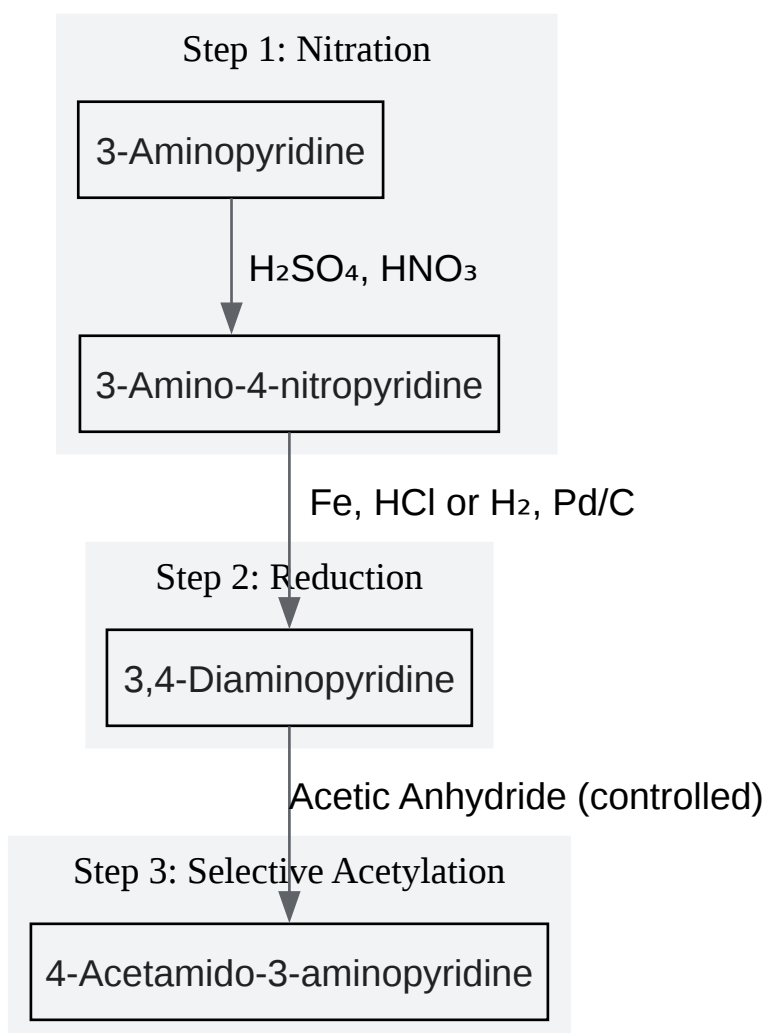 Step 1: Nitration
3-Aminopyridine
H₂SO₄, HNO₃
3-Amino-4-nitropyridine
Fe, HCl or H₂, Pd/C
Step 2: Reduction
3,4-Diaminopyridine
Acetic Anhydride (controlled)
Step 3: Selective Acetylation
4-Acetamido-3-aminopyridine